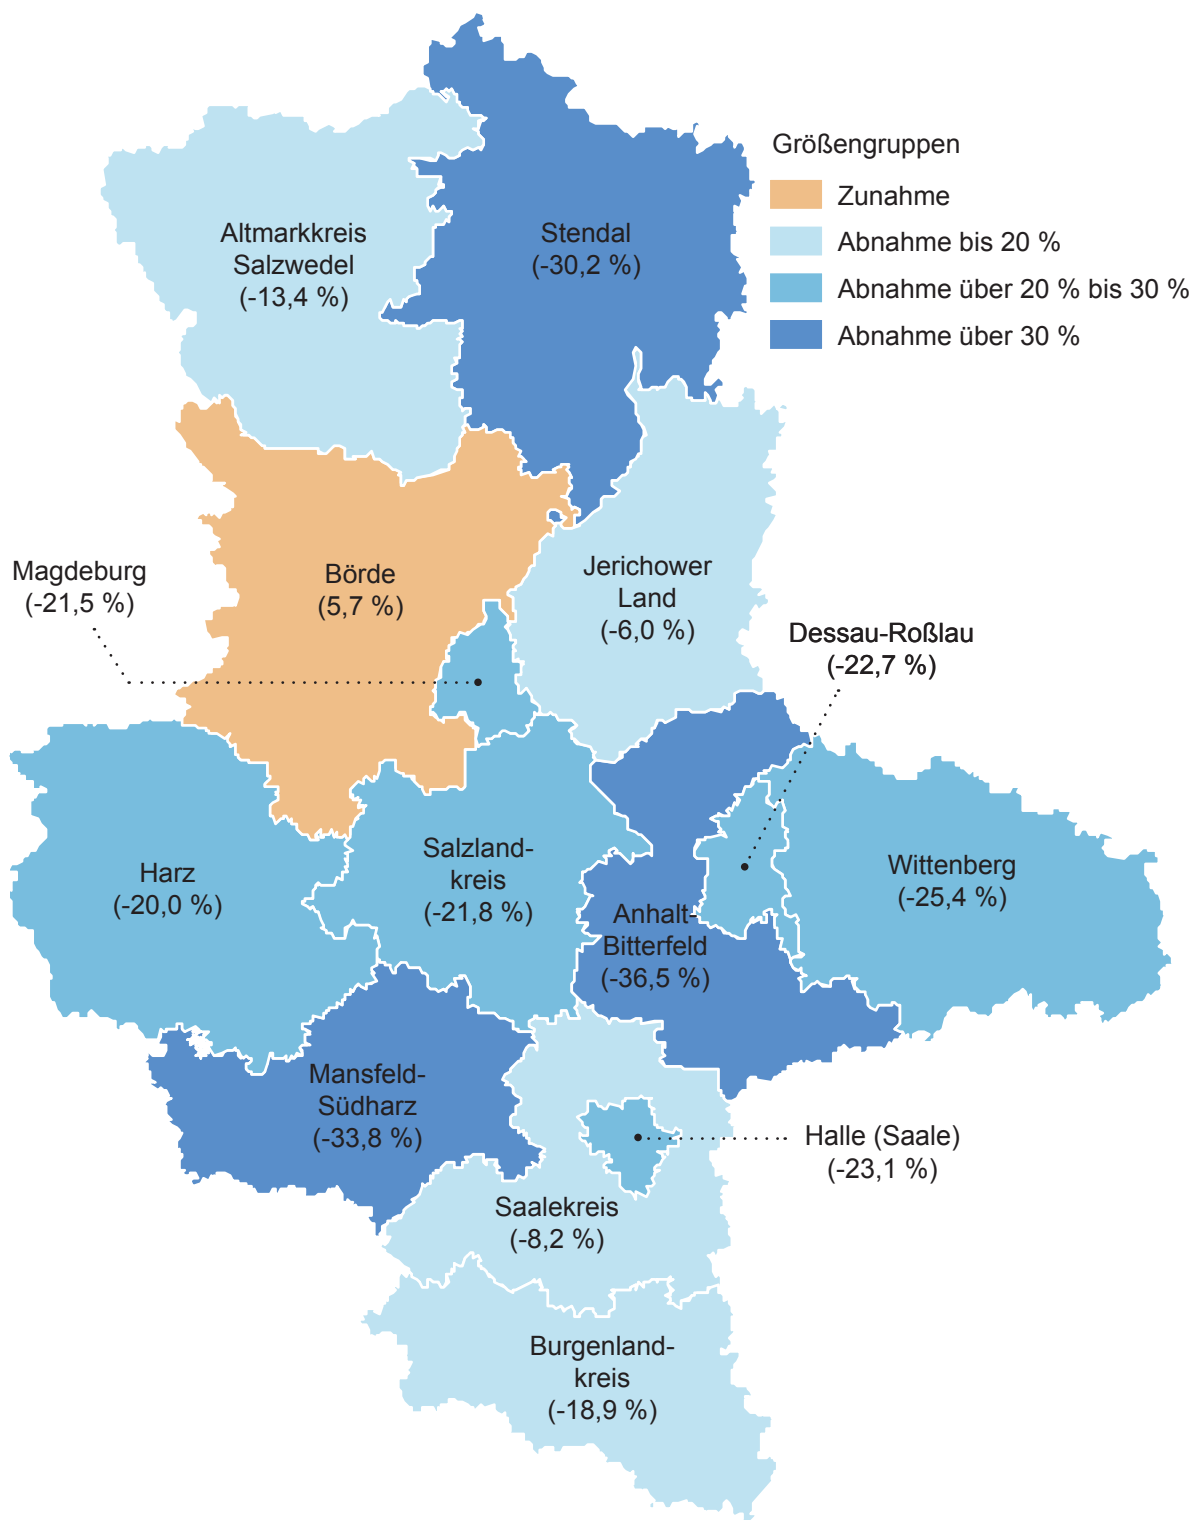 Größengruppen
Zunahme
Abnahme bis 20 %
Abnahme über 20 % bis 30 %
Abnahme über 30 %
Altmarkkreis
Salzwedel
(-13,4 %)
Stendal
(-30,2 %)
Magdeburg
(-21,5 %)
Börde
(5,7 %)
Jerichower
Land
(-6,0 %)
Dessau-Roßlau
(-22,7 %)
Harz
(-20,0 %)
Salzland-
kreis
(-21,8 %)
Anhalt-
Bitterfeld
(-36,5 %)
Wittenberg
(-25,4 %)
Mansfeld-
Südharz
(-33,8 %)
Halle (Saale)
(-23,1 %)
Saalekreis
(-8,2 %)
Burgenland-
kreis
(-18,9 %)